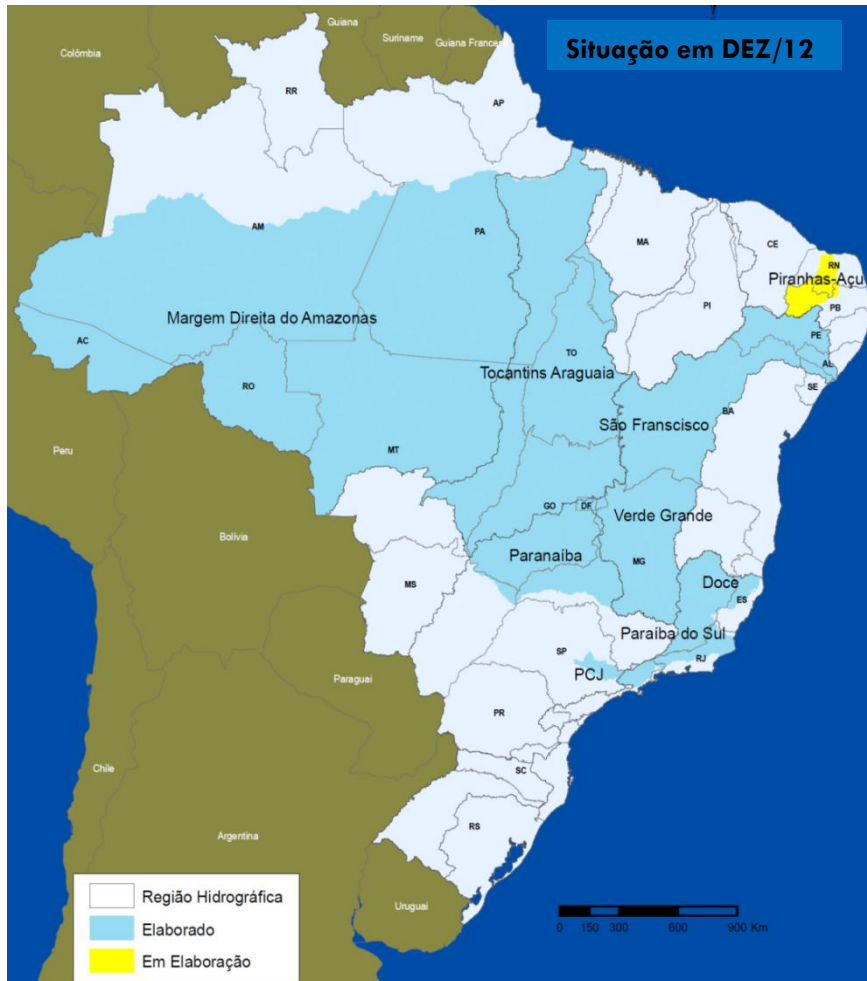 Situação em DEZ/12
Guiana
Suriname
Guiana Frances
Colômbia
RR
AP
AM
PA
MA
CE
RN
Piranhas-Açu
PB
PI
Margem Direita do Amazonas
PE
AC
TO
AL
RO
Tocantins Araguaia
SE
BA
São Franscisco
MT
Peru
GO
DF
Verde Grande
Bolívia
Paranaíba
MG
MS
Doce
ES
Paraíba do Sul
SP
RJ
PCJ
Paraguai
PR
Chile
SC
RS
Argentina
Uruguai
Região Hidrográfica
Elaborado
Em Elaboração
0 150 300 600 900 Km